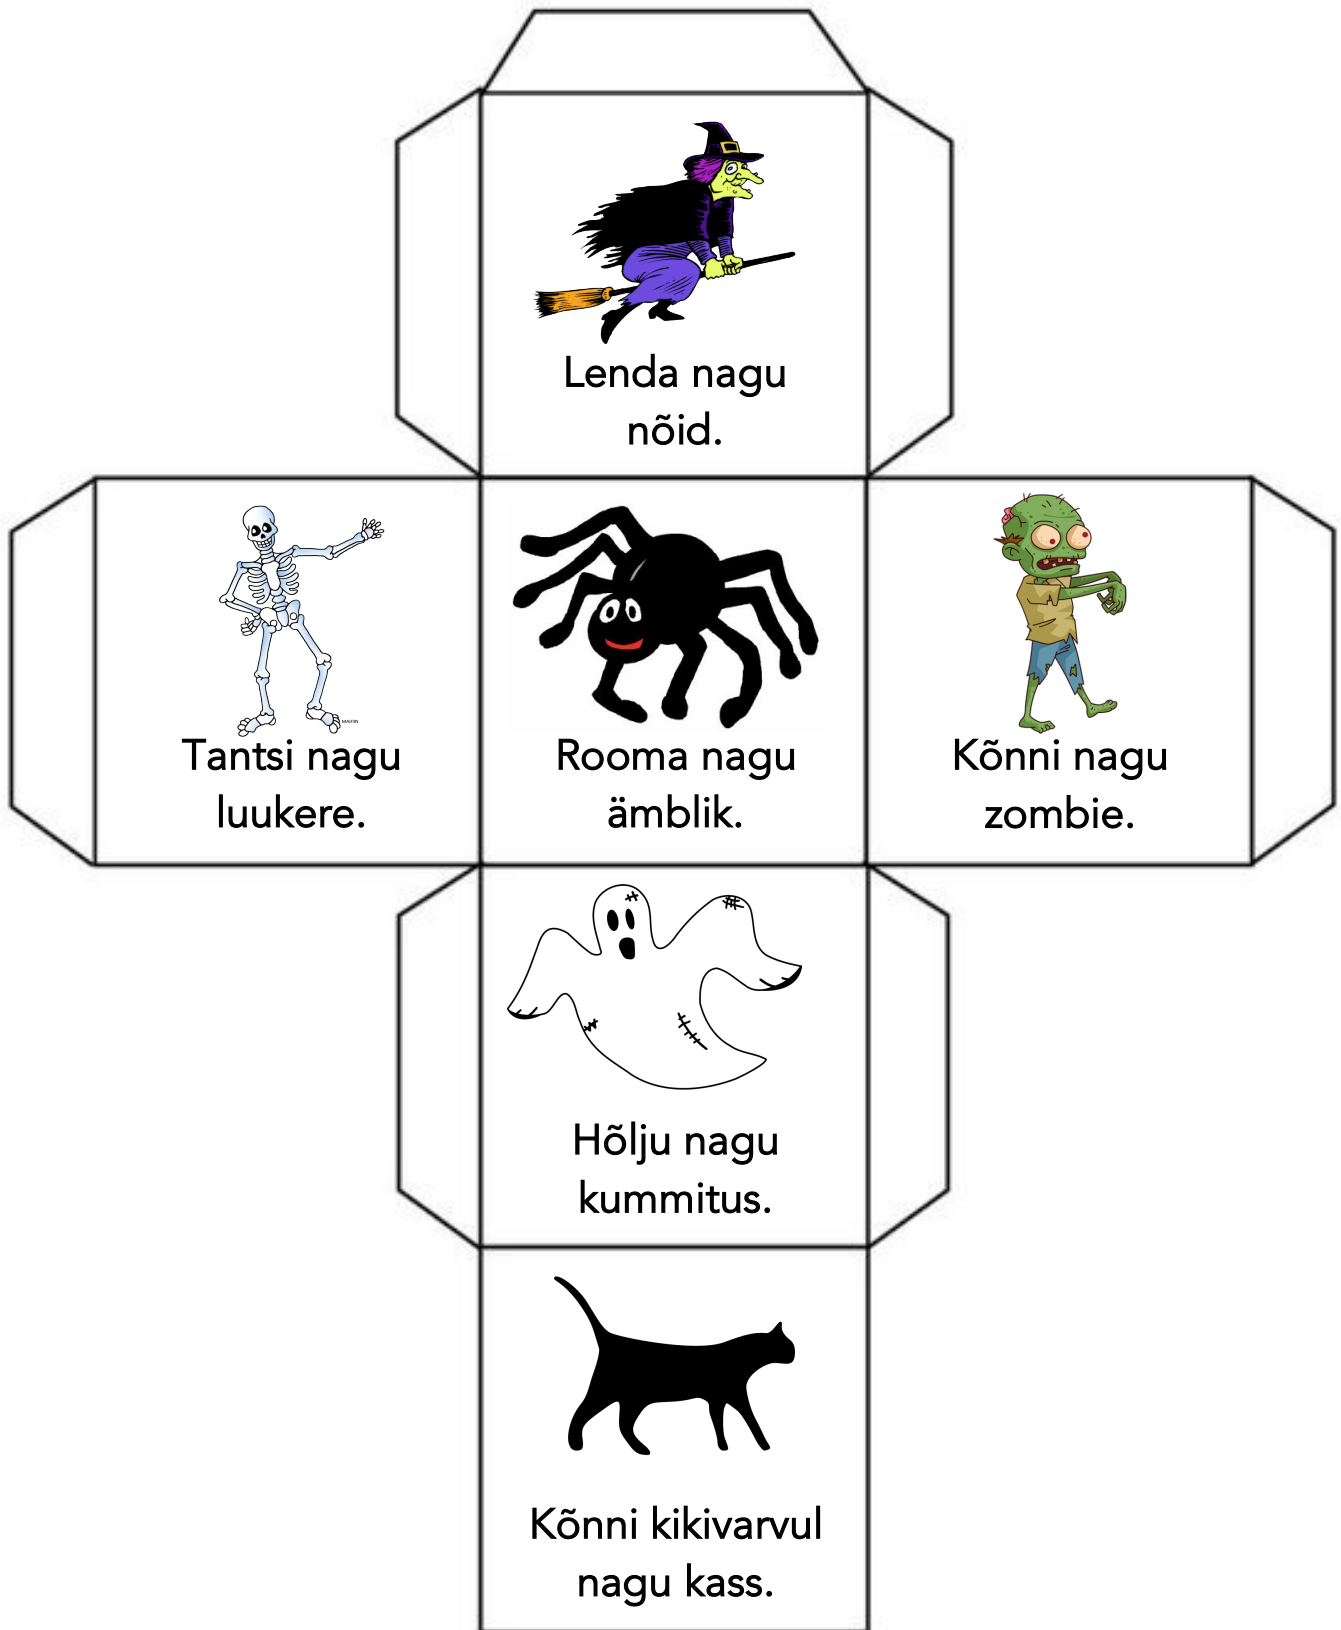 Lenda nagu
nõid.
Tantsi nagu
luukere.
Rooma nagu
ämblik.
Kõnni nagu
zombie.
Hõlju nagu
kummitus.
Kõnni kikivarvul
nagu kass.